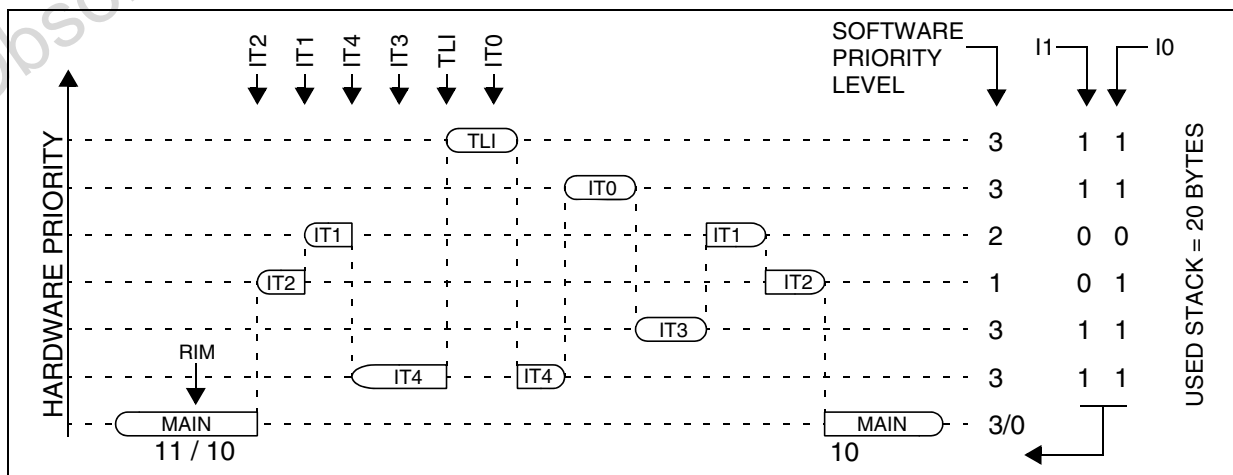 obso
IT2
IT1
IT4
IT3
TLI
IT0
SOFTWARE
PRIORITY
LEVEL
I1
I0
HARDWARE PRIORITY
TLI
3
1 1
IT0
3
1 1
IT1
IT1
2
0 0
IT2
IT2
1
0 1
IT3
3
1 1
RIM
IT4
IT4
3
1 1
MAIN
MAIN
3/0
11 / 10
10
USED STACK = 20 BYTES